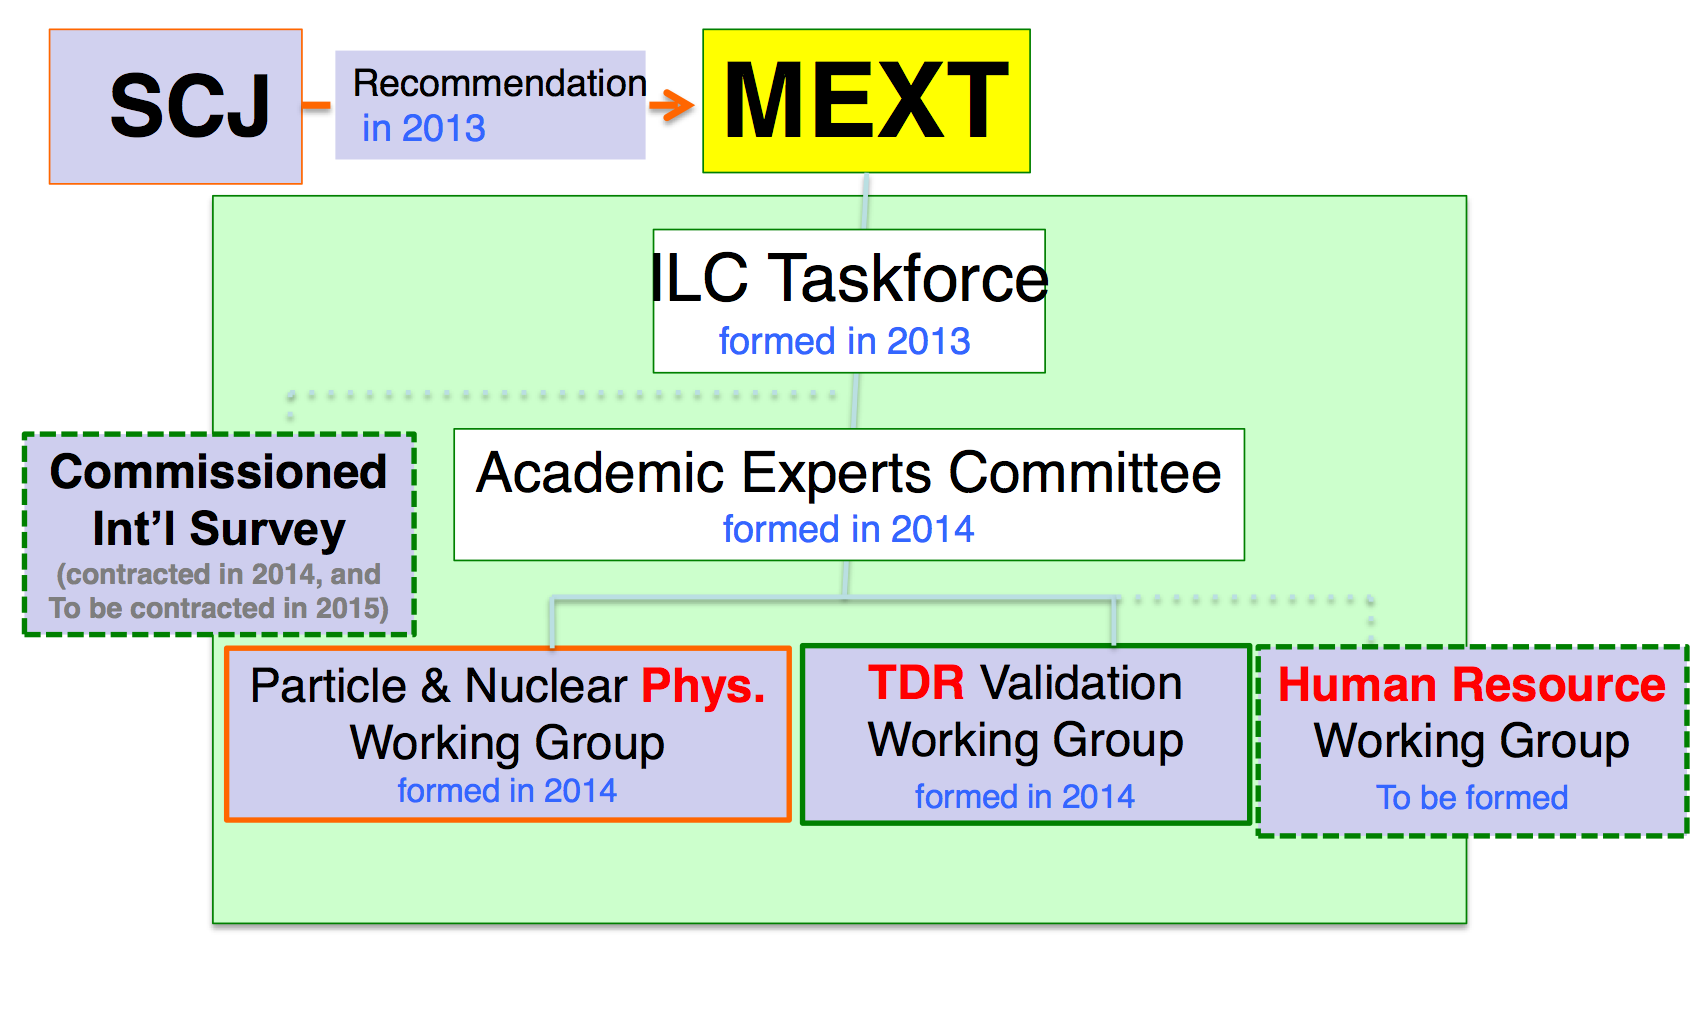 SCJ
Recommendation
in 2013
MEXT
ILC Taskforce
formed in 2013
Commissioned
Int’l Survey
(contracted in 2014, and
To be contracted in 2015)
Academic Experts Committee
formed in 2014
Particle & Nuclear Phys.
Working Group
formed in 2014
TDR Validation
Working Group
formed in 2014
Human Resource
Working Group
To be formed